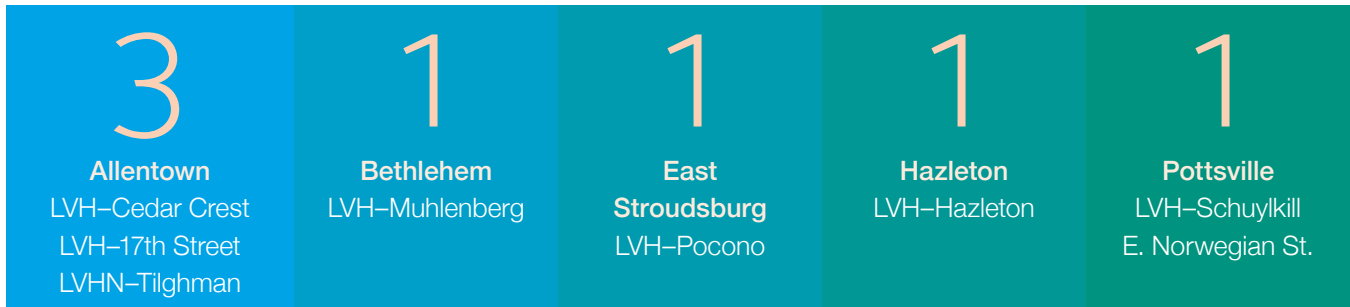 3
Allentown
LVH–Cedar Crest
LVH–17th Street
LVHN–Tilghman
1
Bethlehem
LVH–Muhlenberg
1
East
Stroudsburg
LVH–Pocono
1
Hazleton
LVH–Hazleton
1
Pottsville
LVH–Schuylkill
E. Norwegian St.